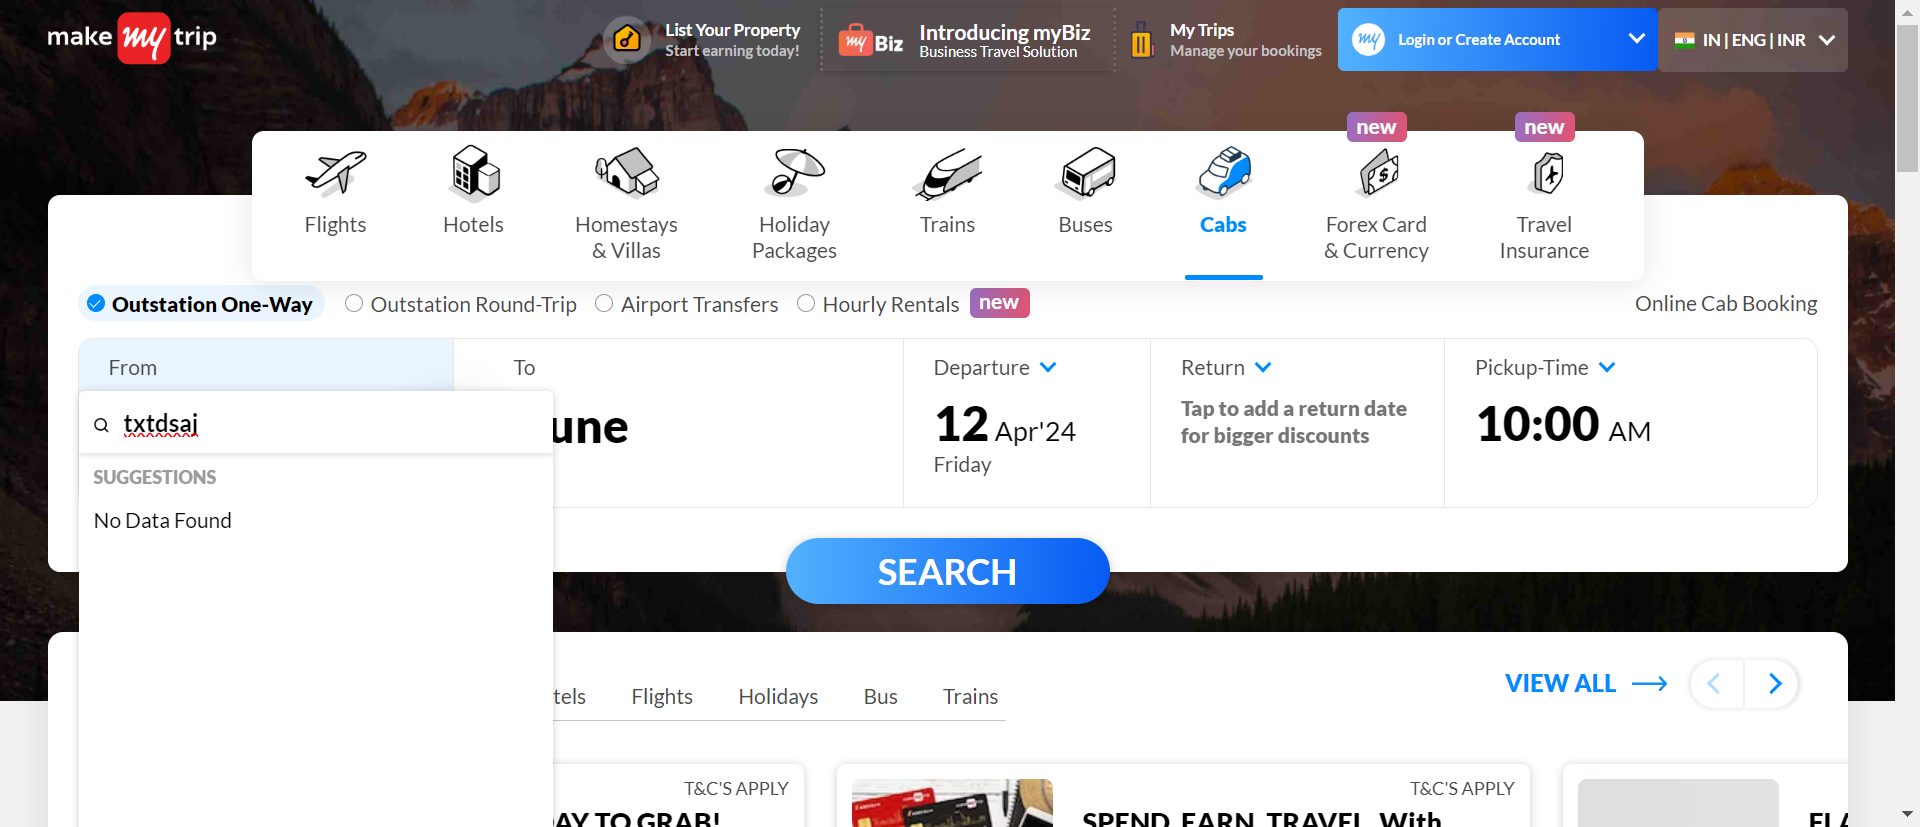 make my trip
List Your Property
Start earning today!
my Biz
Introducing myBiz
Business Travel Solution
My Trips
Manage your bookings
my
Login or Create Account
IN | ENG | INR
new
new
Flights
Hotels
Homestays
& Villas
Holiday
Packages
Trains
Buses
Cabs
Forex Card
& Currency
Travel
Insurance
Outstation One-Way
Outstation Round-Trip
Airport Transfers
Hourly Rentals
new
Online Cab Booking
From
To
Departure
Return
Pickup-Time
txtdsaj
une
12 Apr'24
Friday
Tap to add a return date
for bigger discounts
10:00 AM
SUGGESTIONS
No Data Found
SEARCH
tels
Flights
Holidays
Bus
Trains
VIEW ALL
T&C'S APPLY
AY TO GRAB!
T&C'S APPLY
SPEND, EARN, TRAVEL. With